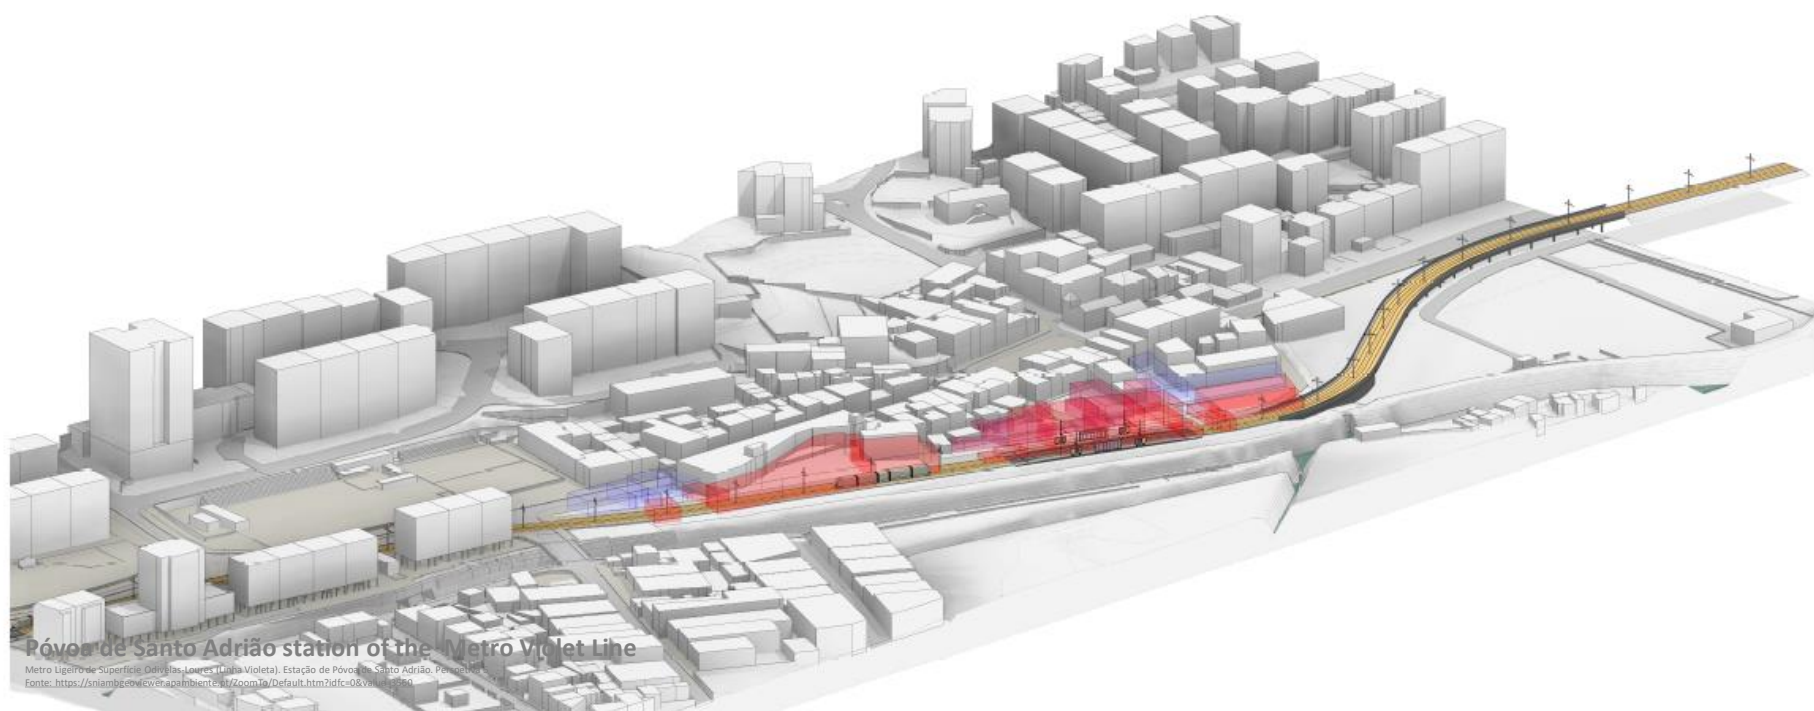 Póvoa de Santo Adrião station of the Metro Violet Line
Metro Ligeiro de Superfície Odivelas-Loures (Linha Violeta). Estação de Póvoa de Santo Adrião.
Fonte: https://sniambgeoviewer.apambiente.pt/ZoomTo/Default.htm?idfc=0&